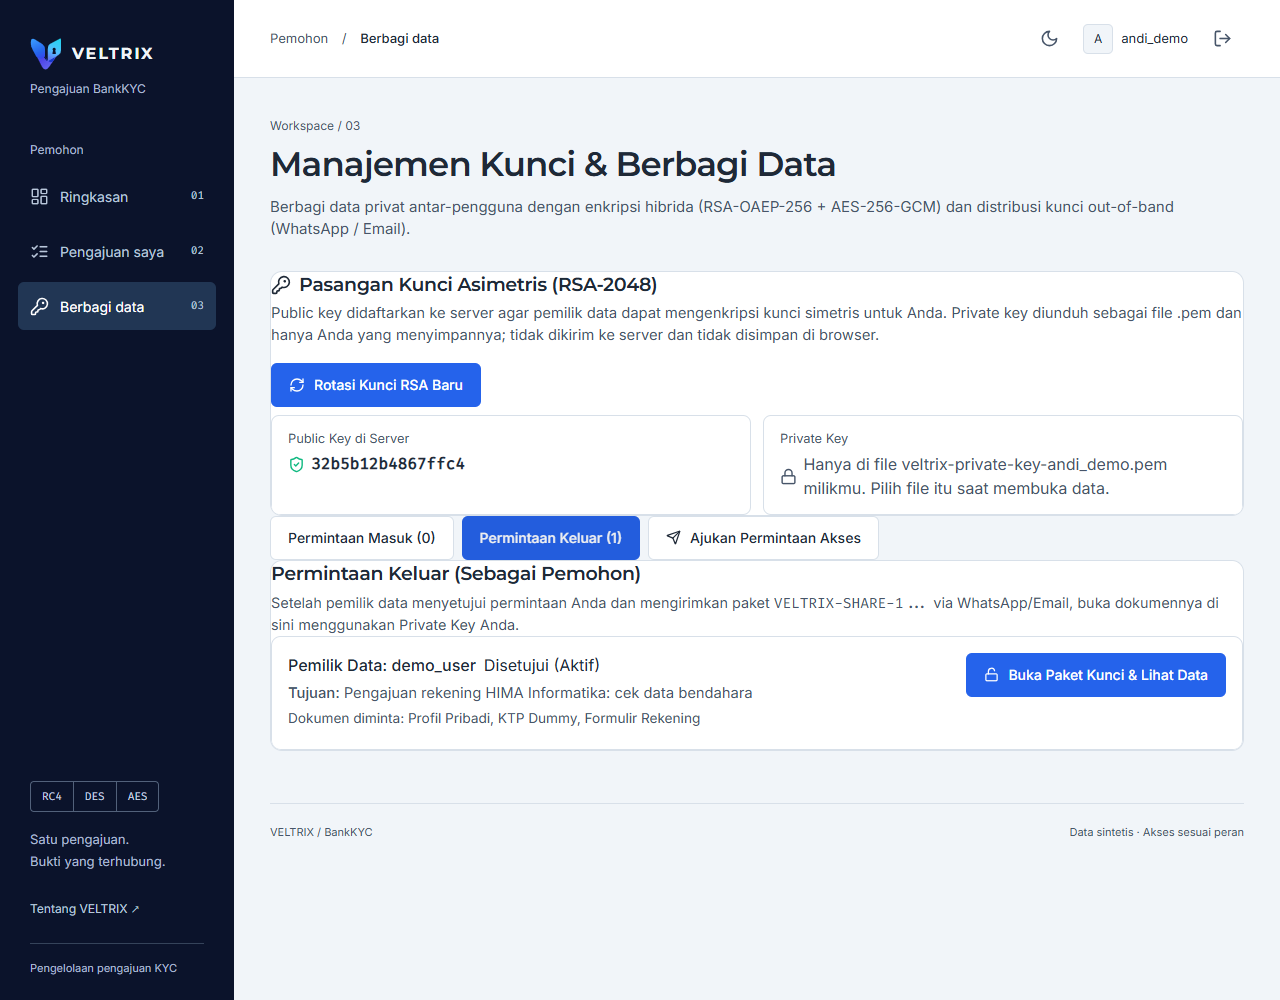 VELTRIX
Pengajuan BankKYC
Pemohon
Ringkasan 01
Pengajuan saya 02
Berbagi data 03
RC4 DES AES
Satu pengajuan.
Bukti yang terhubung.
Tentang VELTRIX ↗
Pengelolaan pengajuan KYC
Pemohon / Berbagi data
A andi_demo
Workspace / 03
Manajemen Kunci & Berbagi Data
Berbagi data privat antar-pengguna dengan enkripsi hibrida (RSA-OAEP-256 + AES-256-GCM) dan distribusi kunci out-of-band
(WhatsApp / Email).
Pasangan Kunci Asimetris (RSA-2048)
Public key didaftarkan ke server agar pemilik data dapat mengenkripsi kunci simetris untuk Anda. Private key diunduh sebagai file .pem dan
hanya Anda yang menyimpannya; tidak dikirim ke server dan tidak disimpan di browser.
Rotasi Kunci RSA Baru
Public Key di Server
32b5b12b4867ffc4
Private Key
Hanya di file veltrix-private-key-andi_demo.pem
milikmu. Pilih file itu saat membuka data.
Permintaan Masuk (0)
Permintaan Keluar (1)
Ajukan Permintaan Akses
Permintaan Keluar (Sebagai Pemohon)
Setelah pemilik data menyetujui permintaan Anda dan mengirimkan paket VELTRIX-SHARE-1... via WhatsApp/Email, buka dokumennya di
sini menggunakan Private Key Anda.
Pemilik Data: demo_user Disetujui (Aktif)
Tujuan: Pengajuan rekening HIMA Informatika: cek data bendahara
Dokumen diminta: Profil Pribadi, KTP Dummy, Formulir Rekening
Buka Paket Kunci & Lihat Data
VELTRIX / BankKYC
Data sintetis · Akses sesuai peran